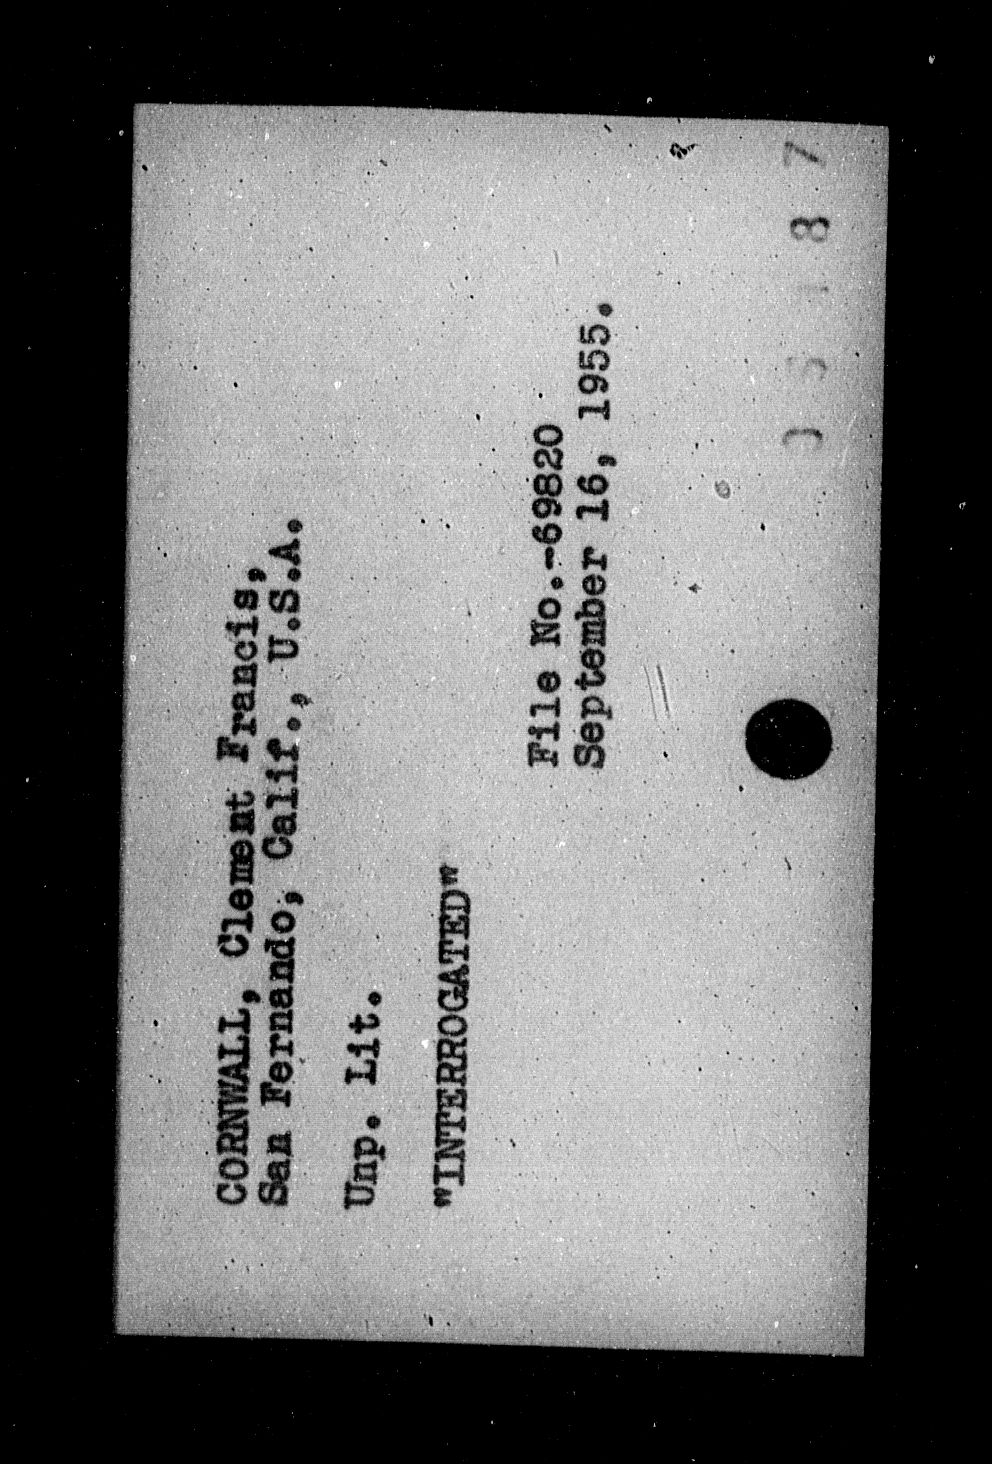 CORNWALL, Clement Francis,
San Fernando, Calif., U.S.A.
Unp. Lit.
"INTERROGATED"
File No.-69820
September 16, 1955.